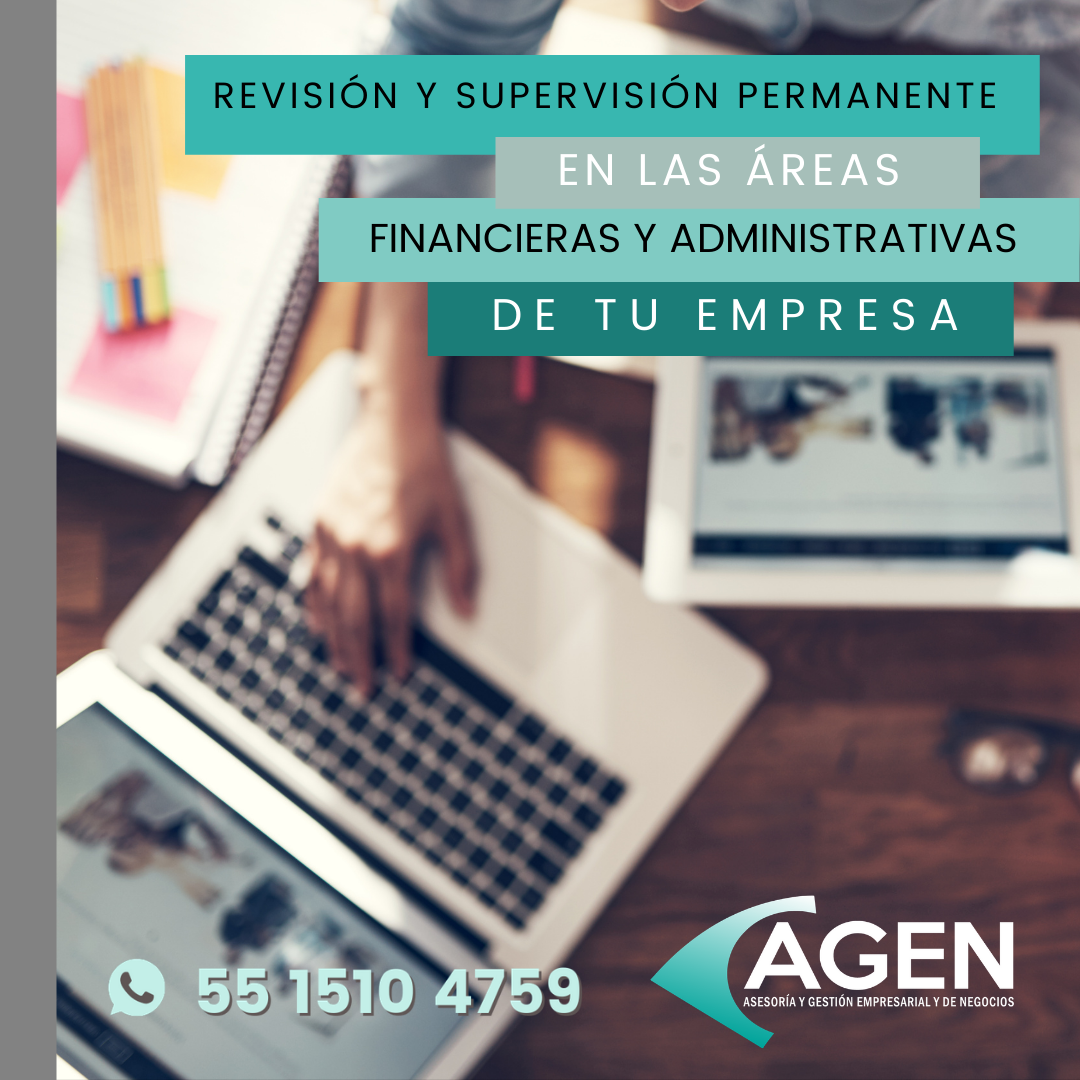 REVISIÓN Y SUPERVISIÓN PERMANENTE
EN LAS ÁREAS
FINANCIERAS Y ADMINISTRATIVAS
DE TU EMPRESA
55 1510 4759
AGEN
ASESORÍA Y GESTIÓN EMPRESARIAL Y DE NEGOCIOS